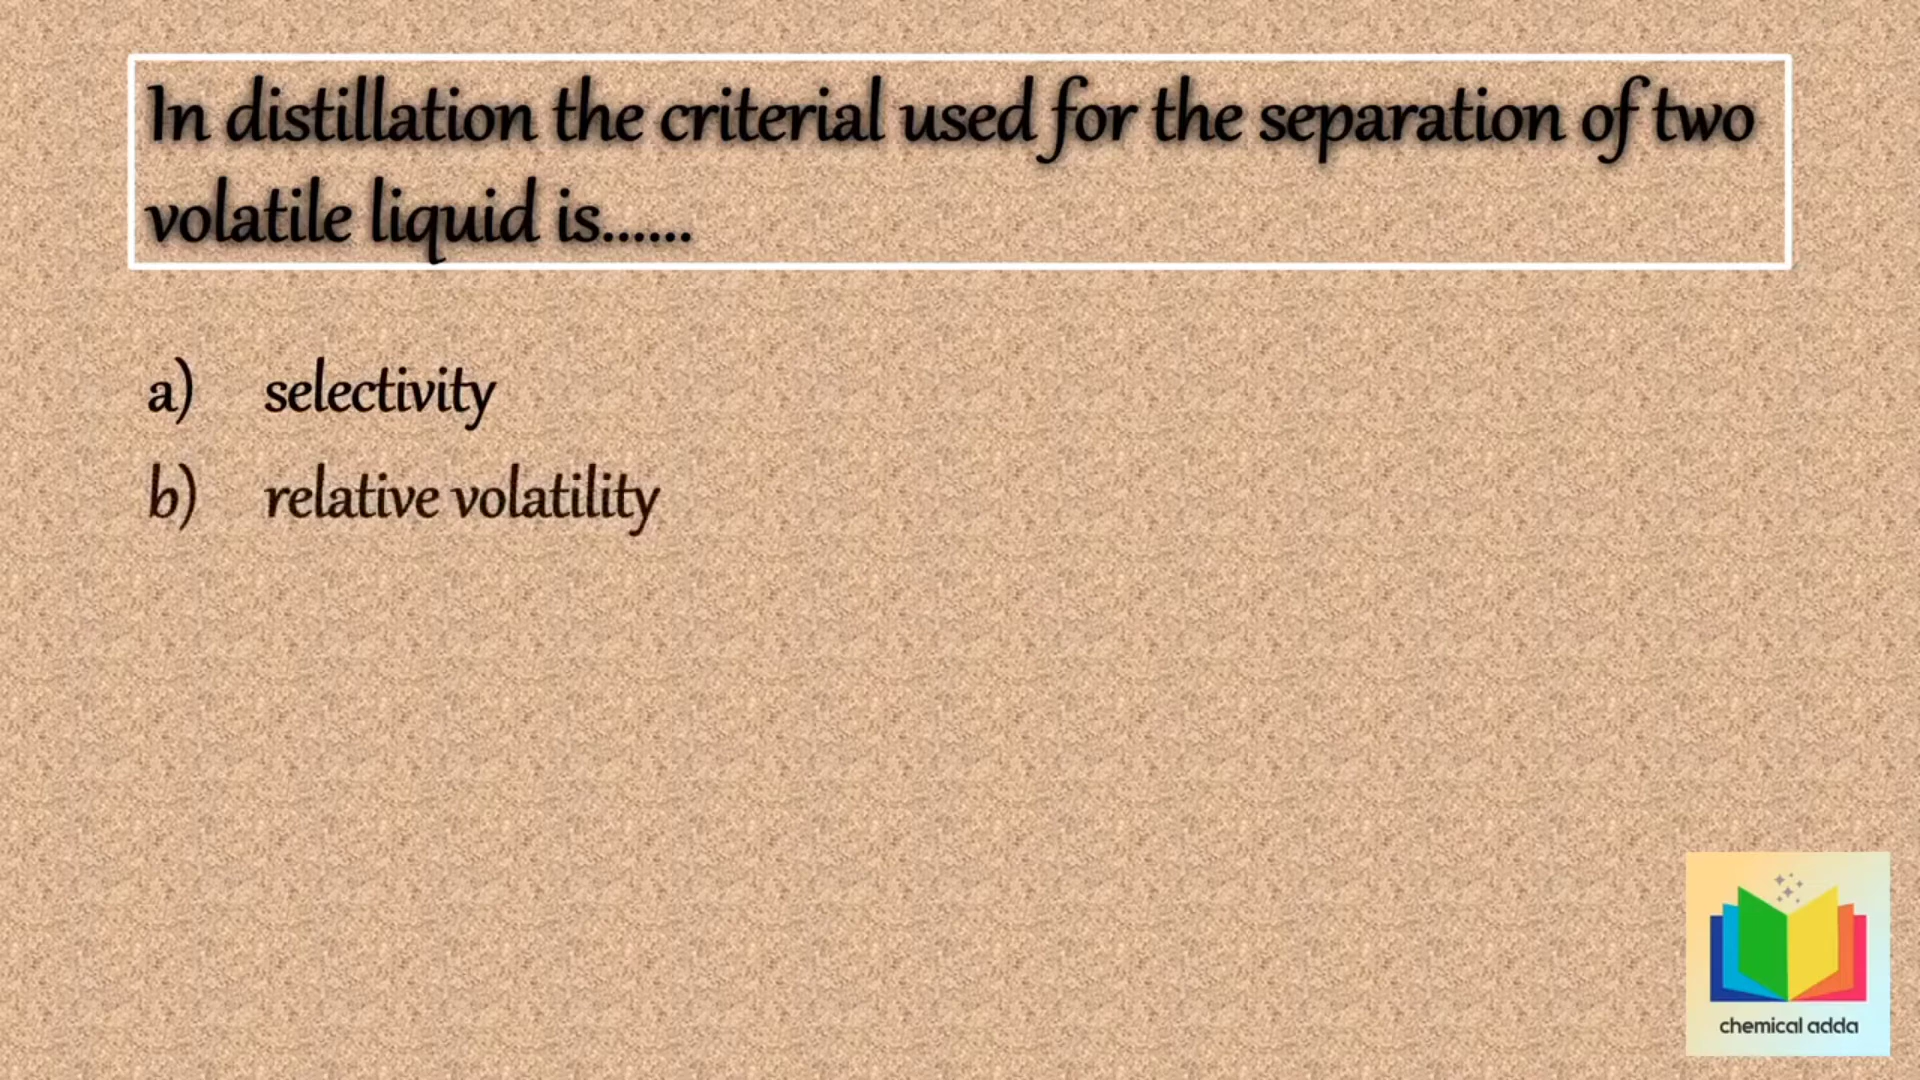 In distillation the criterial used for the separation of two
volatile liquid is......
a) selectivity
b) relative volatility
chemical adda